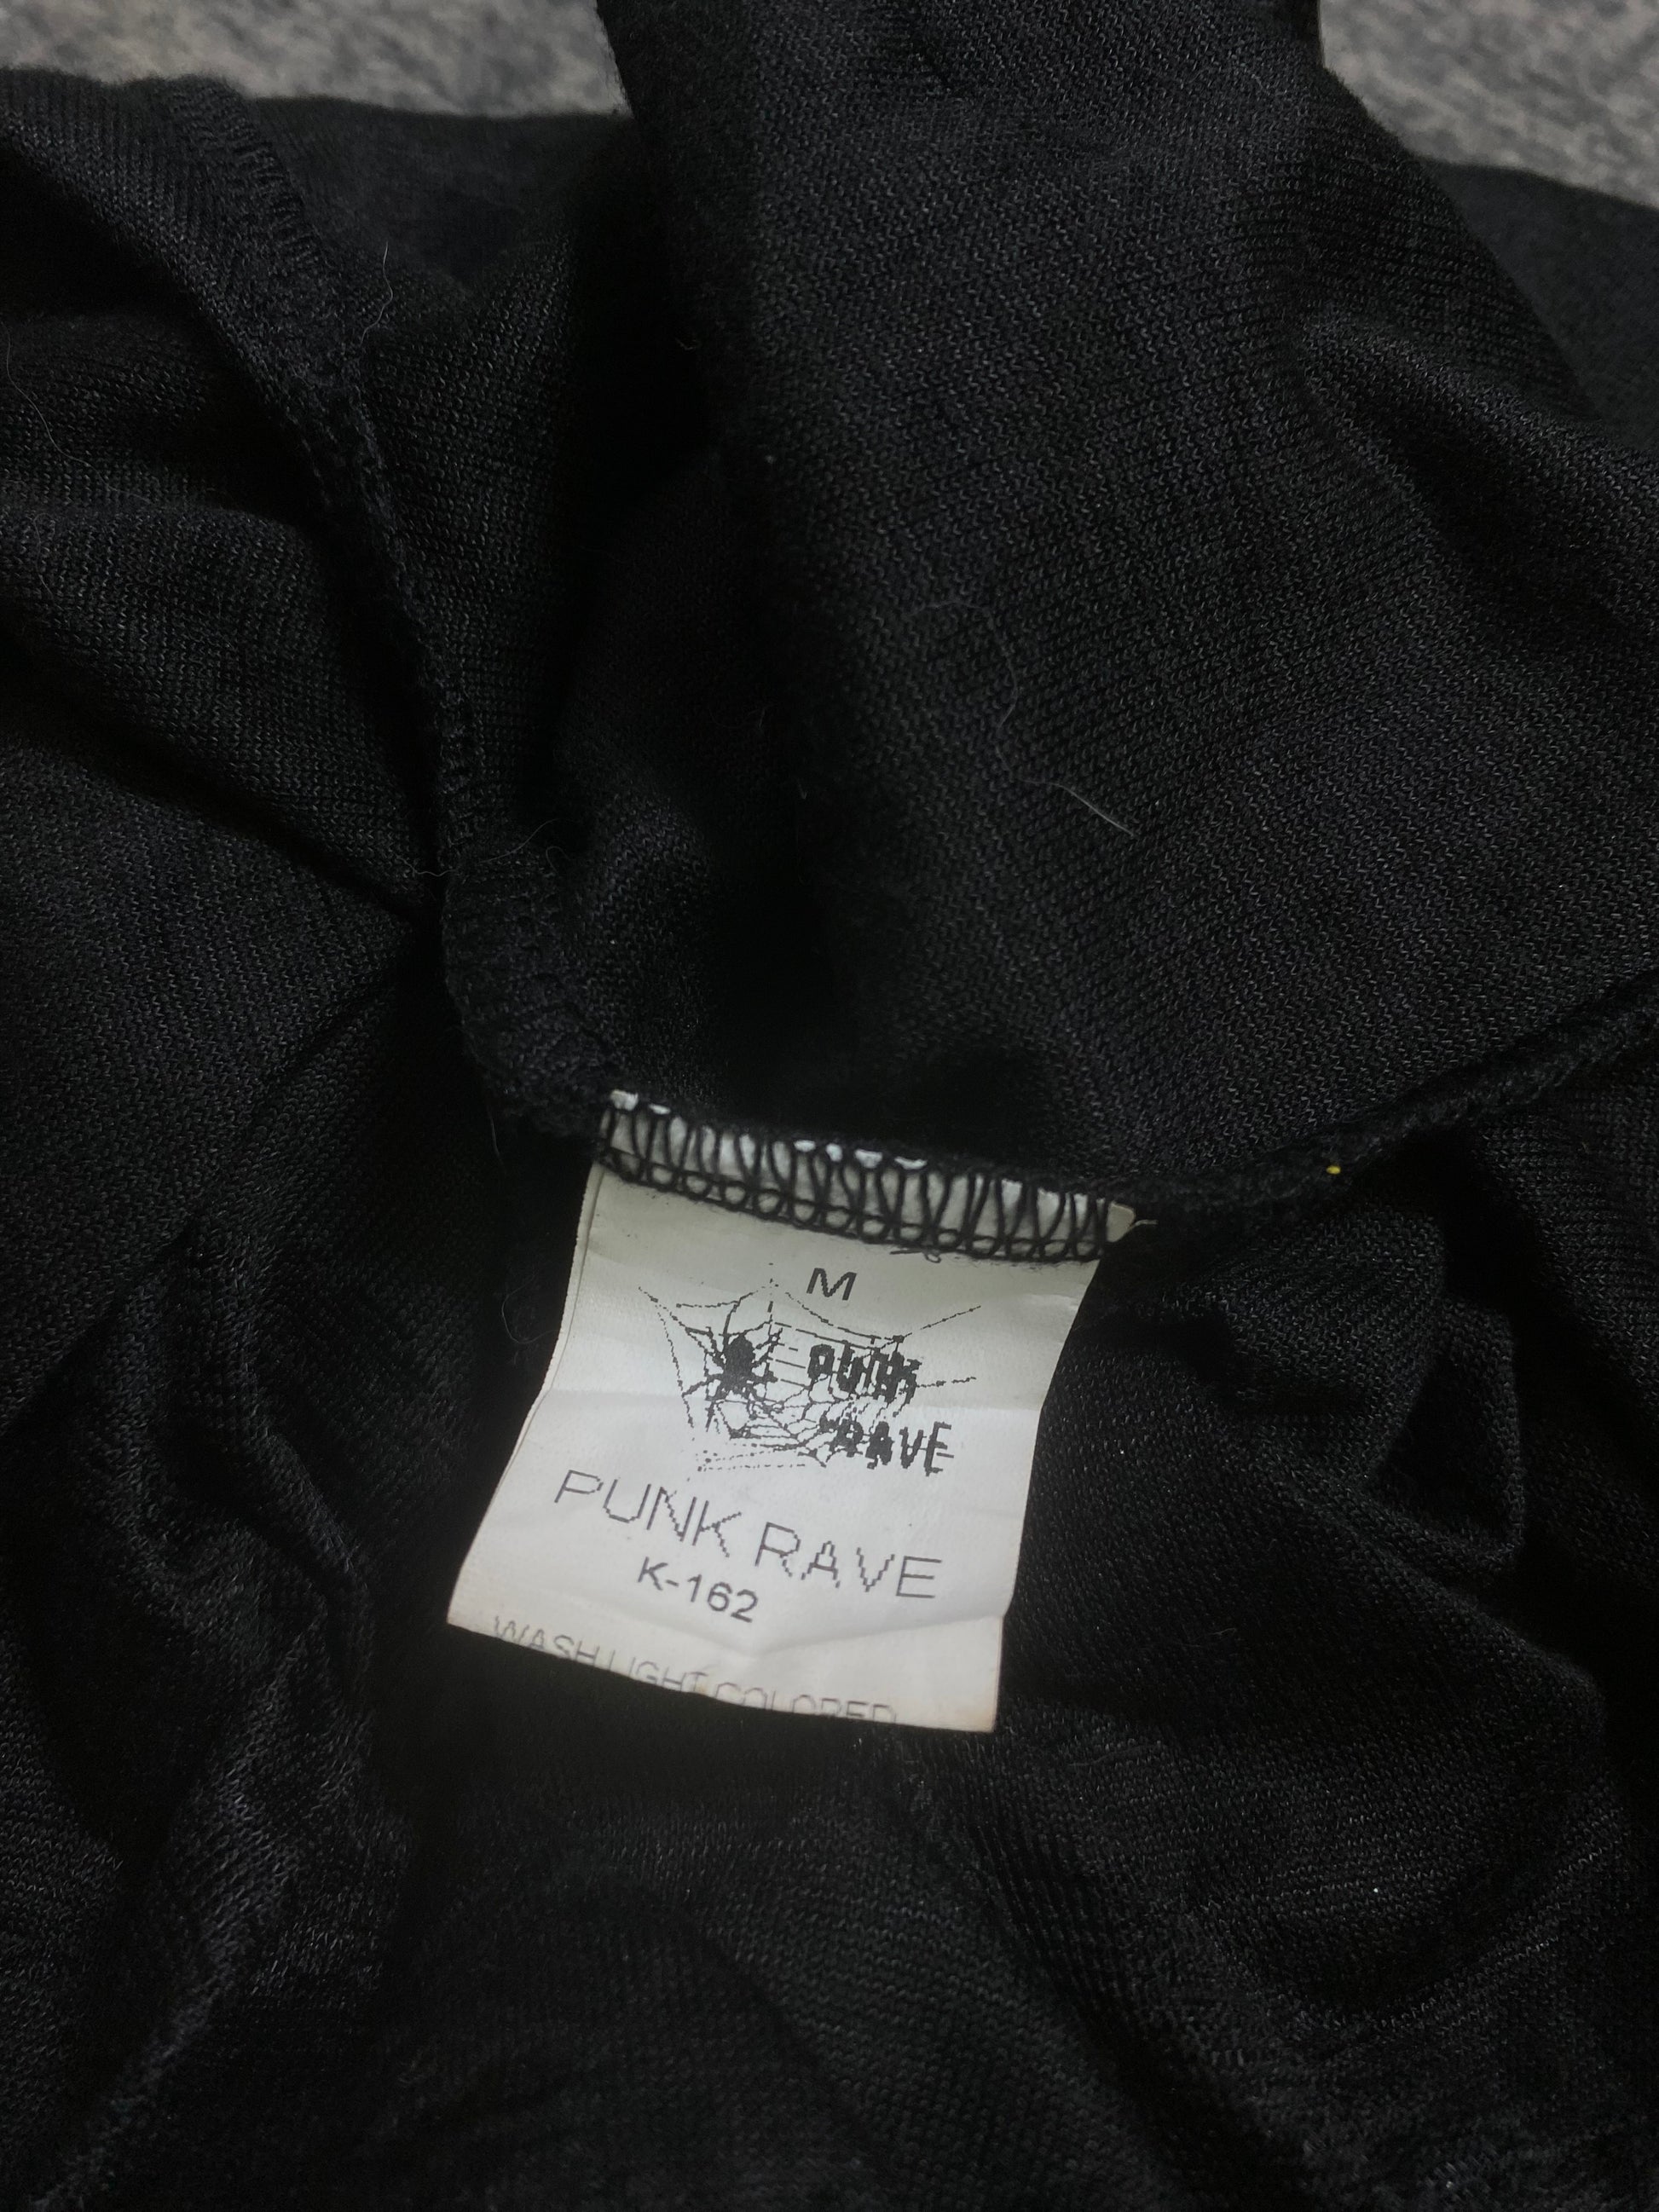 M
PUNK
RAVE
PUNK RAVE
K-162
WASH LIGHT COLORED